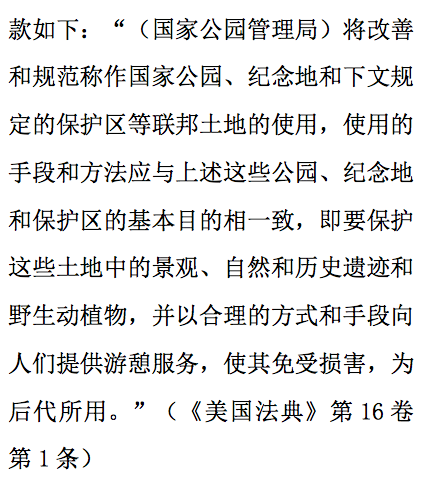 款如下：“（国家公园管理局）将改善
和规范称作国家公园、纪念地和下文规
定的保护区等联邦土地的使用，使用的
手段和方法应与上述这些公园、纪念地
和保护区的基本目的相一致，即要保护
这些土地中的景观、自然和历史遗迹和
野生动植物，并以合理的方式和手段向
人们提供游憩服务，使其免受损害，为
后代所用。”（《美国法典》第 16 卷
第 1 条）